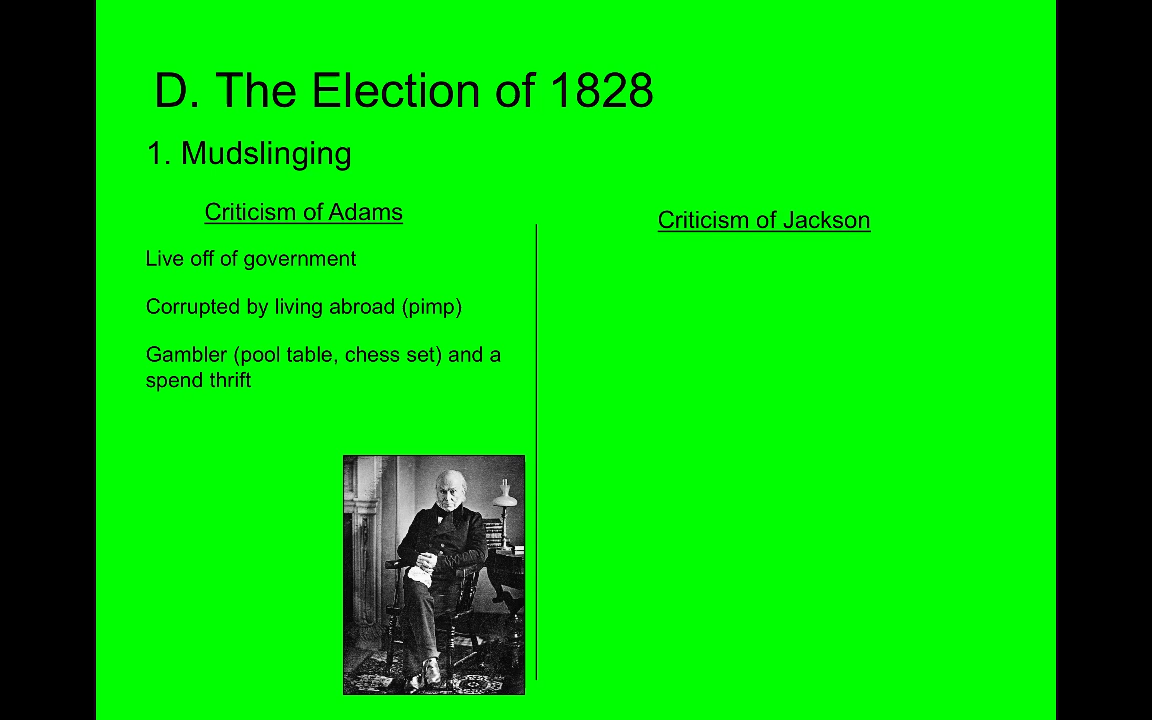 D. The Election of 1828
1. Mudslinging
Criticism of Adams
Live off of government
Corrupted by living abroad (pimp)
Gambler (pool table, chess set) and a
spend thrift
Criticism of Jackson